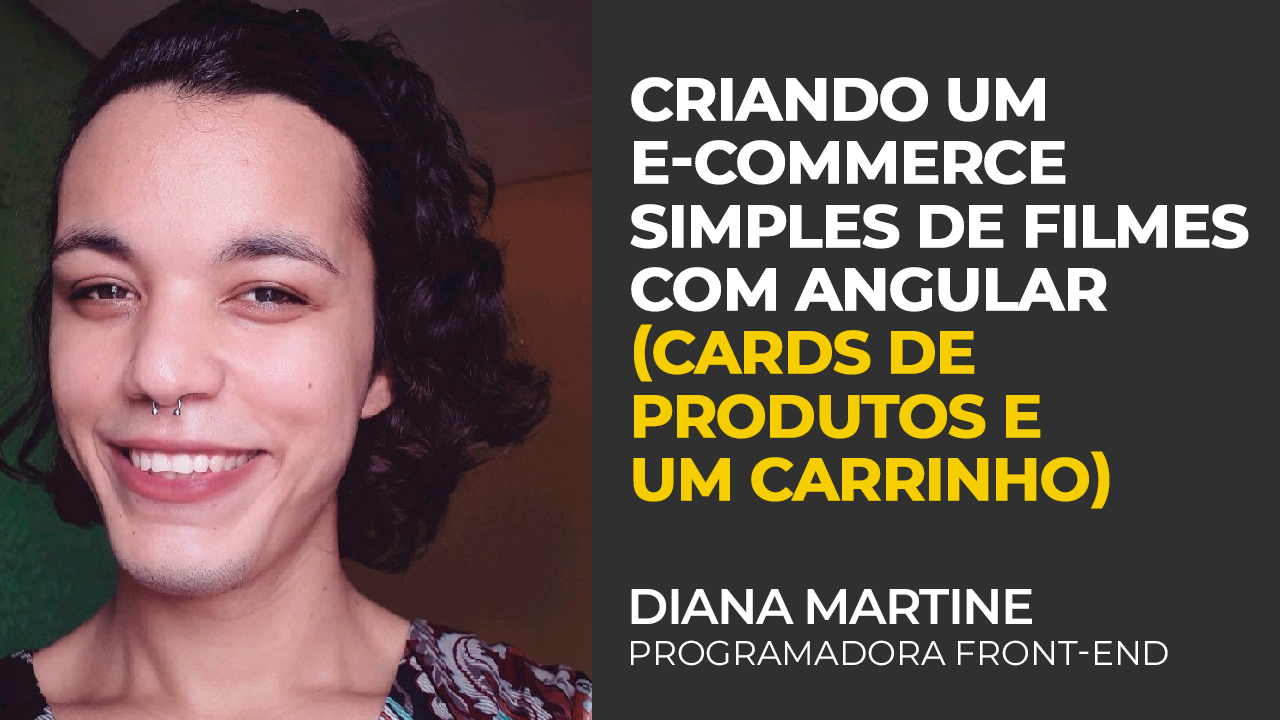 CRIANDO UM
E-COMMERCE
SIMPLES DE FILMES
COM ANGULAR
(CARDS DE
PRODUTOS E
UM CARRINHO)
DIANA MARTINE
PROGRAMADORA FRONT-END